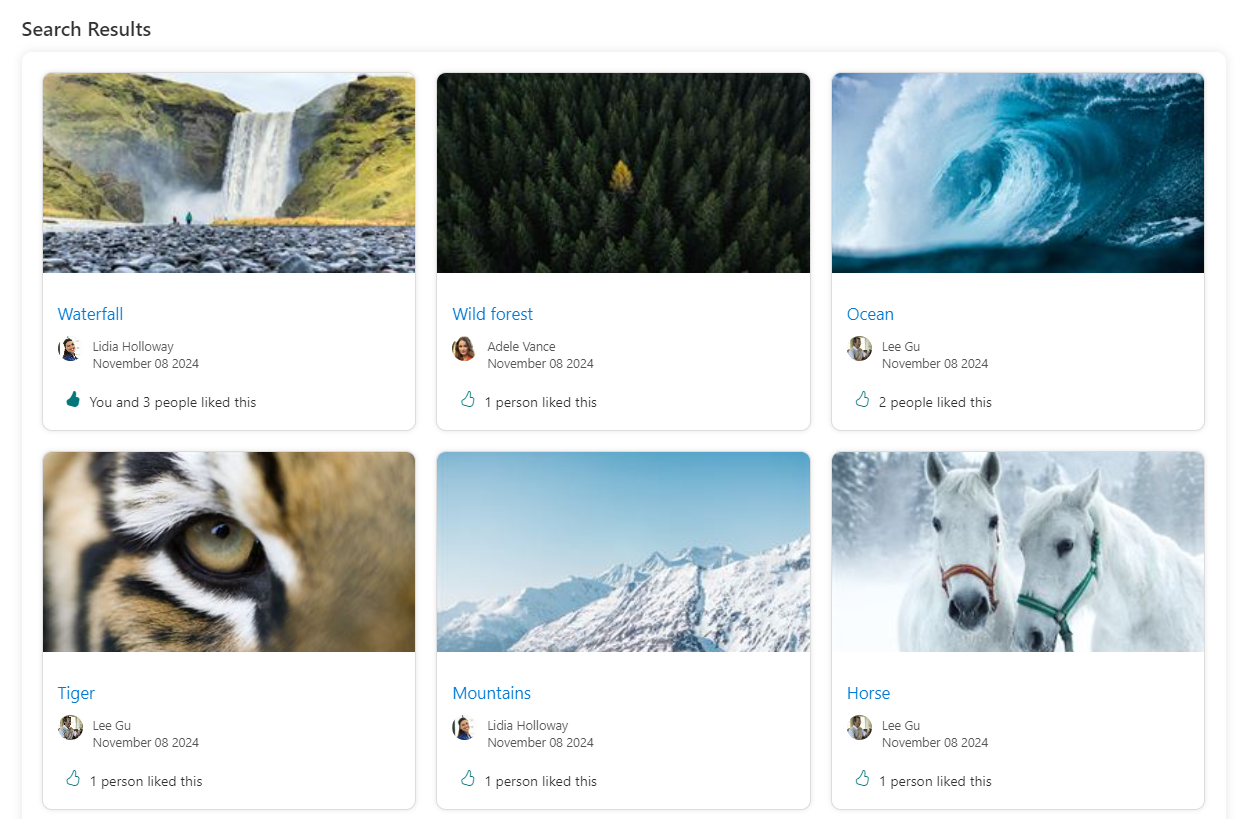 Search Results
Waterfall
Lidia Holloway
November 08 2024
You and 3 people liked this
Wild forest
Adele Vance
November 08 2024
1 person liked this
Ocean
Lee Gu
November 08 2024
2 people liked this
Tiger
Lee Gu
November 08 2024
1 person liked this
Mountains
Lidia Holloway
November 08 2024
1 person liked this
Horse
Lee Gu
November 08 2024
1 person liked this